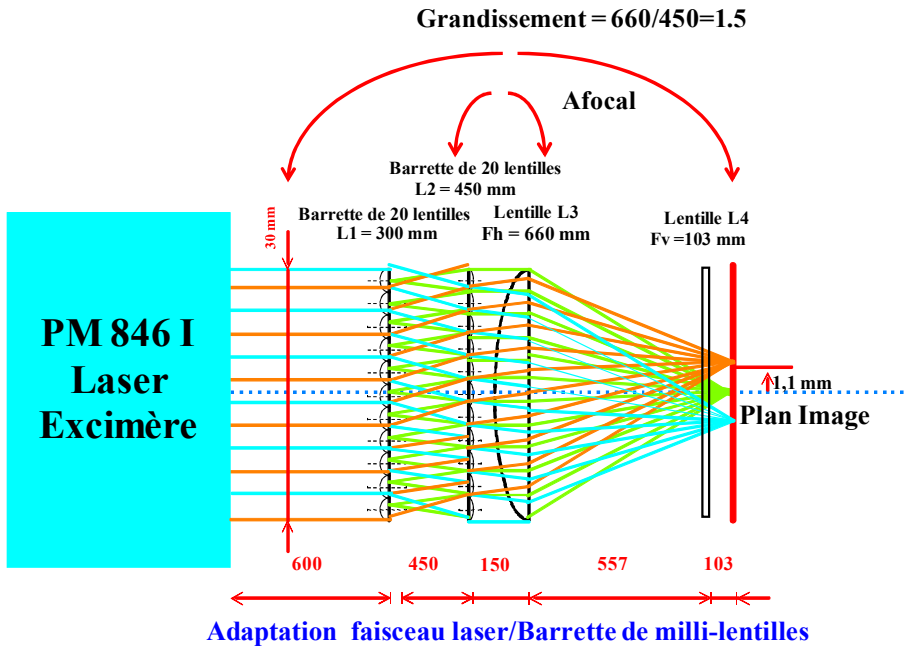 Grandissement = 660/450=1.5
Afocal
Barrette de 20 lentilles
L2 = 450 mm
Barrette de 20 lentilles
L1 = 300 mm
Lentille L3
Fh = 660 mm
Lentille L4
Fv =103 mm
30 mm
PM 846 I
Laser
Excimère
1,1 mm
Plan Image
600
450
150
557
103
Adaptation faisceau laser/Barrette de milli-lentilles